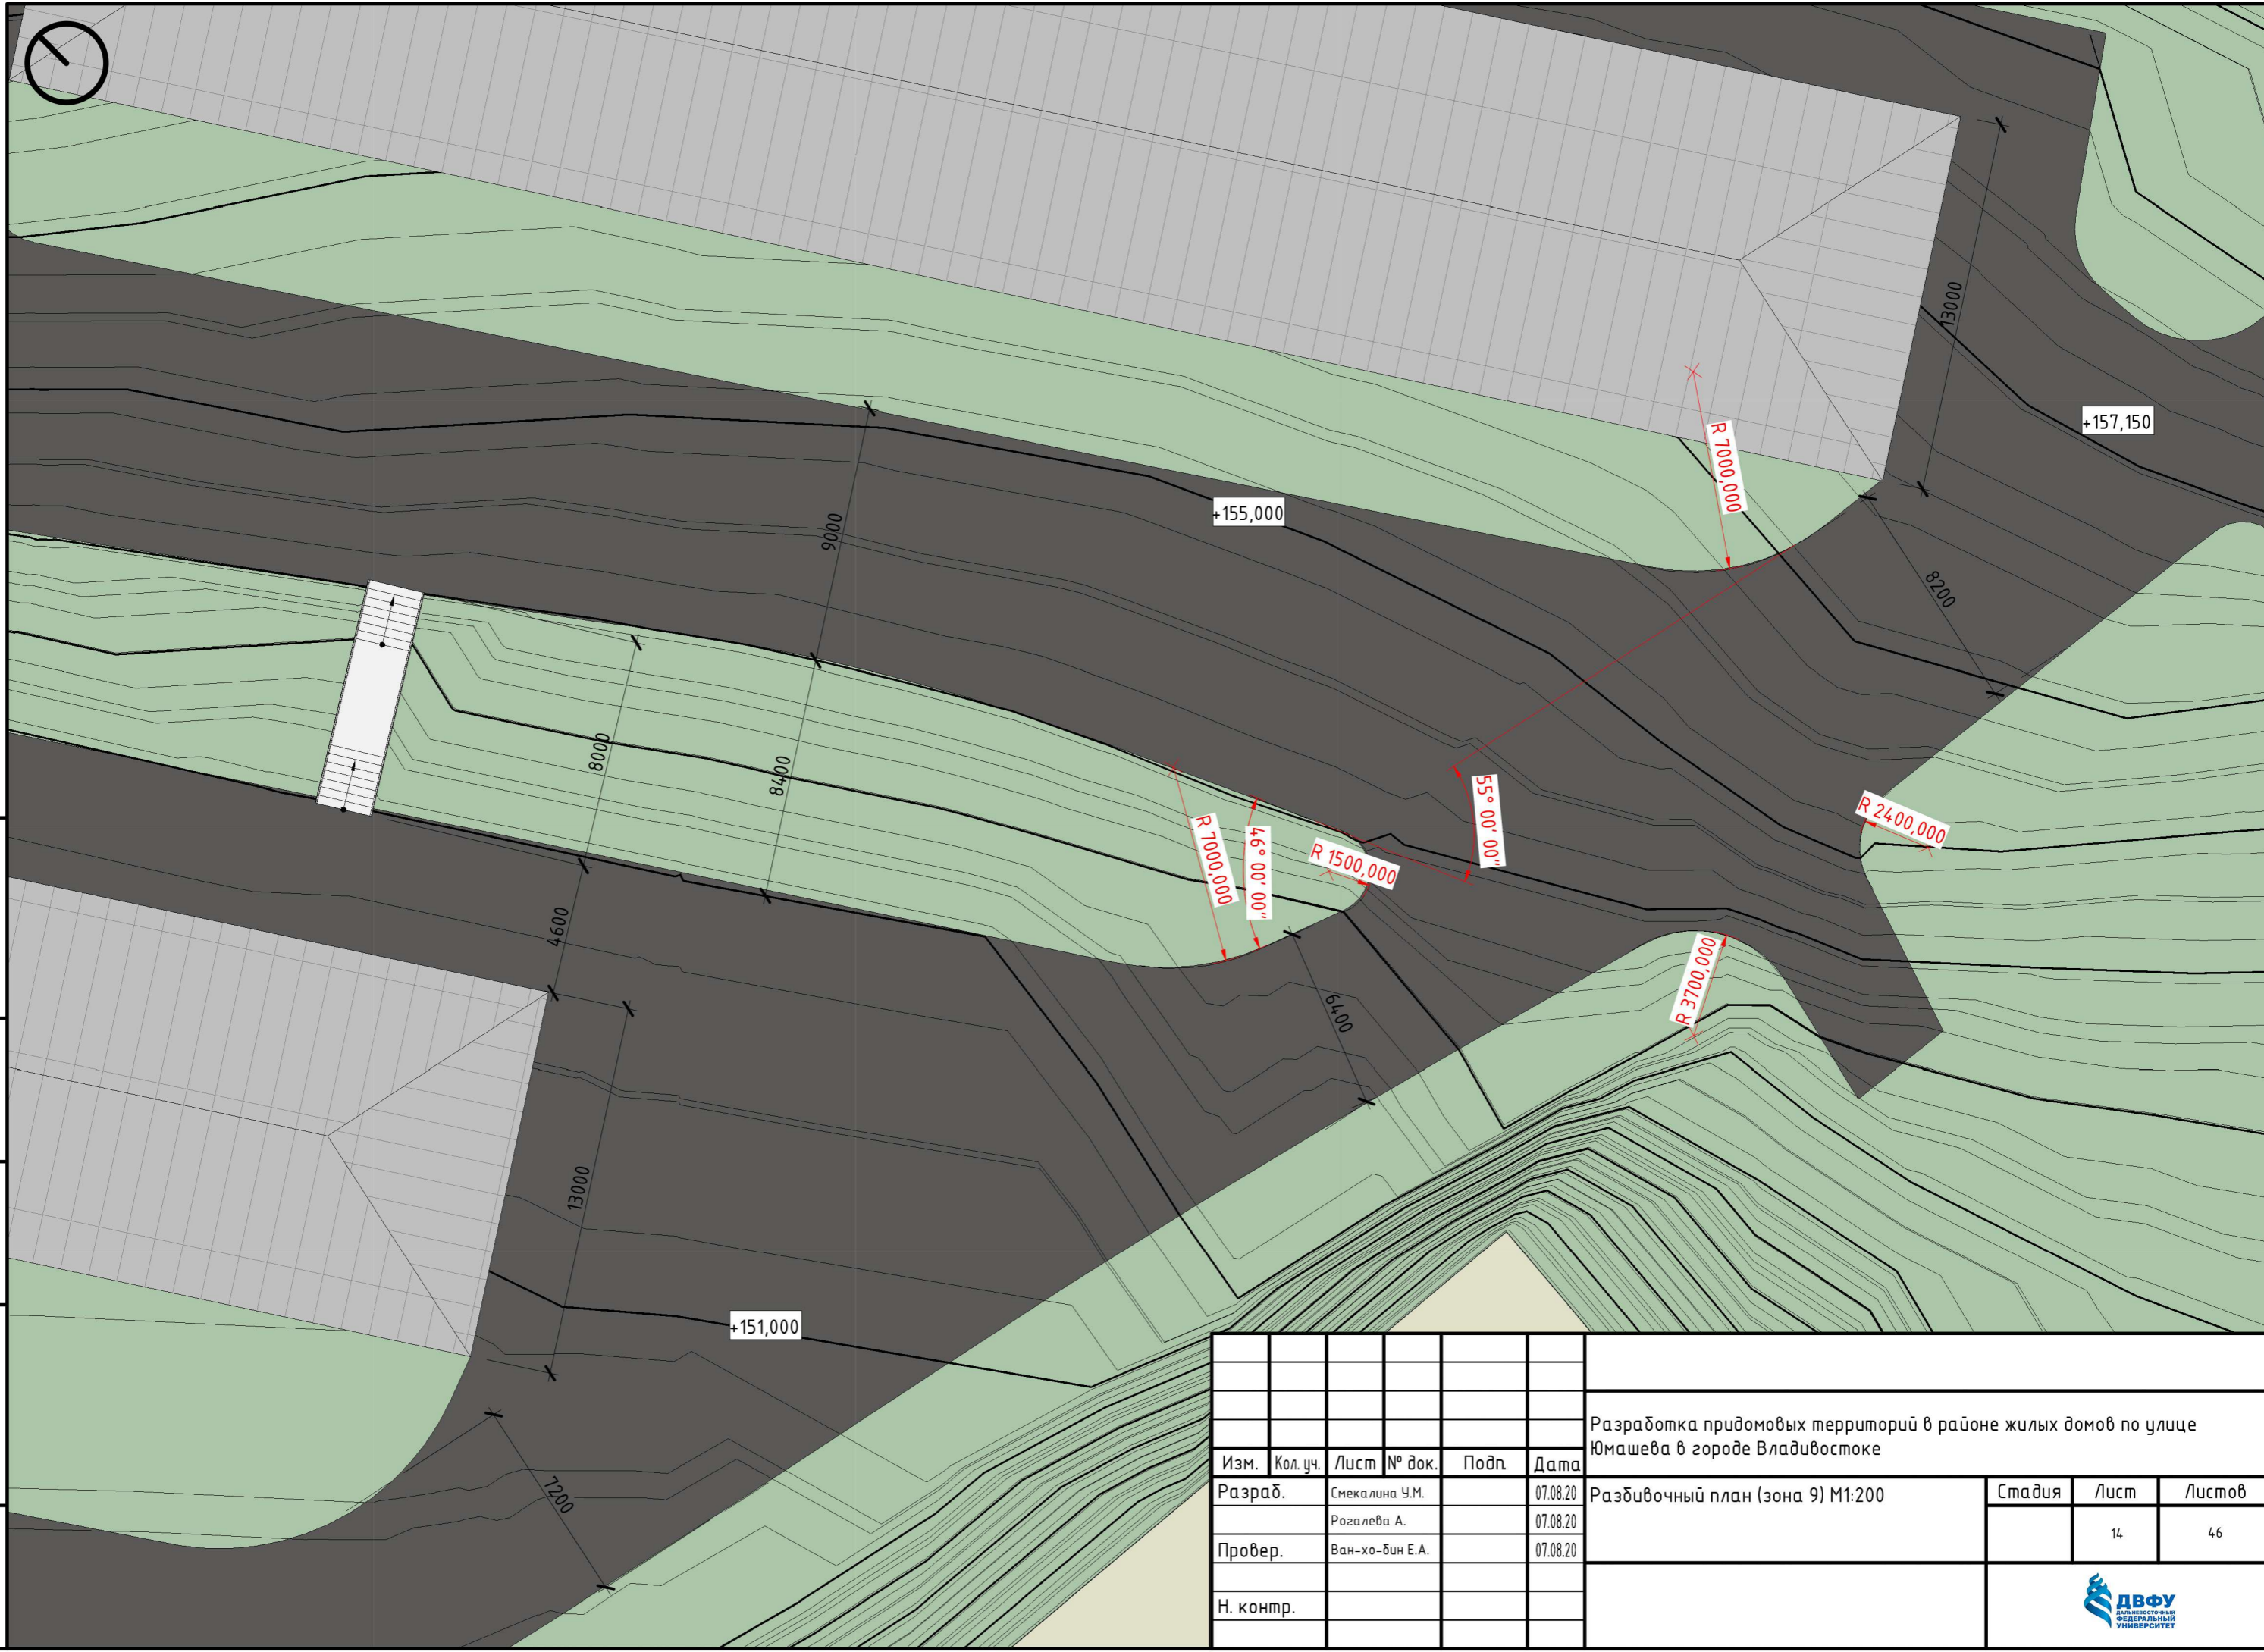 13000
+157,150
R 7000,000
+155,000
9000
8200
8000
8400
R 7000,000
46° 00' 00"
R 1500,000
55° 00' 00"
R 2400,000
4600
R 3700,000
6400
13000
+151,000
7200
Разработка придомовых территорий в районе жилых домов по улице
Юмашева в городе Владивостоке
Изм. Кол. уч. Лист № док. Подп. Дата
Разраб. Смекалина У.М. 07.08.20
Разбивочный план (зона 9) М1:200
Стадия Лист Листов
Рогалева А. 07.08.20
14 46
Провер. Ван-хо-бин Е.А. 07.08.20
Н. контр.
ДВФУ
ДАЛЬНЕВОСТОЧНЫЙ
ФЕДЕРАЛЬНЫЙ
УНИВЕРСИТЕТ